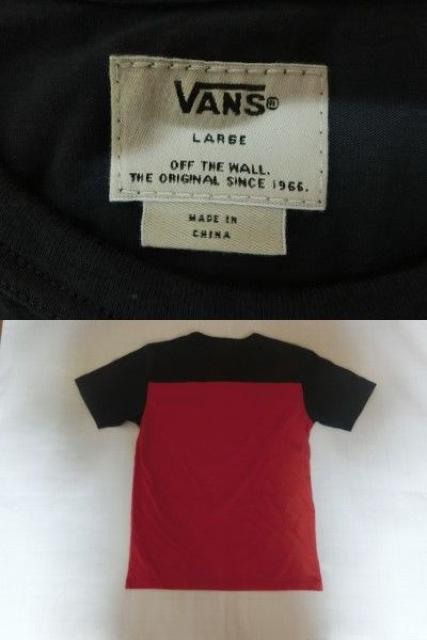 VANS®
LARGE
OFF THE WALL.
THE ORIGINAL SINCE 1966.
MADE IN
CHINA